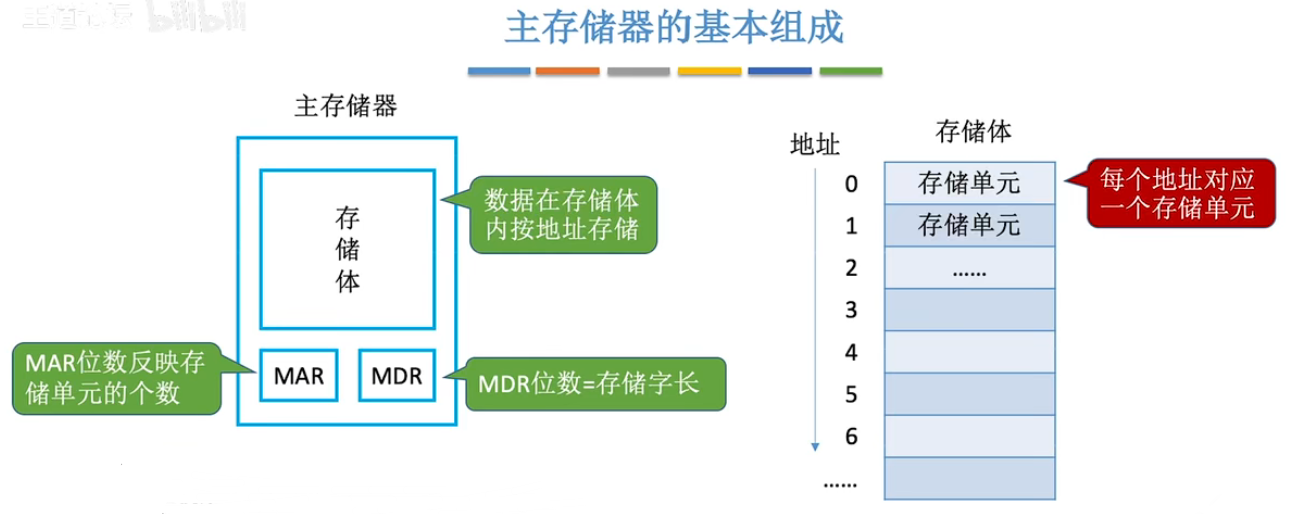 bilibili
主存储器的基本组成
主存储器
存
储
体
数据在存储体
内按地址存储
MAR位数反映存
储单元的个数
MAR
MDR
MDR位数=存储字长
地址
存储体
0
存储单元
1
存储单元
2
……
3
4
5
6
……
每个地址对应
一个存储单元